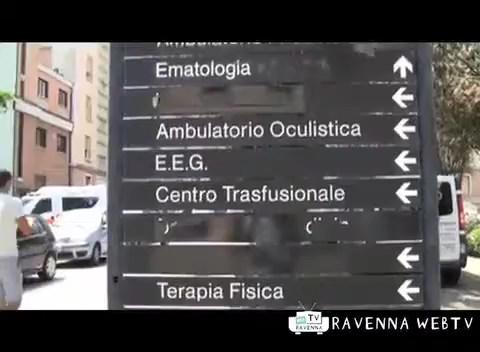 Ematologia
Ambulatorio Oculistica
E.E.G.
Centro Trasfusionale
Terapia Fisica
TV
RAVENNA
RAVENNA WEBTV